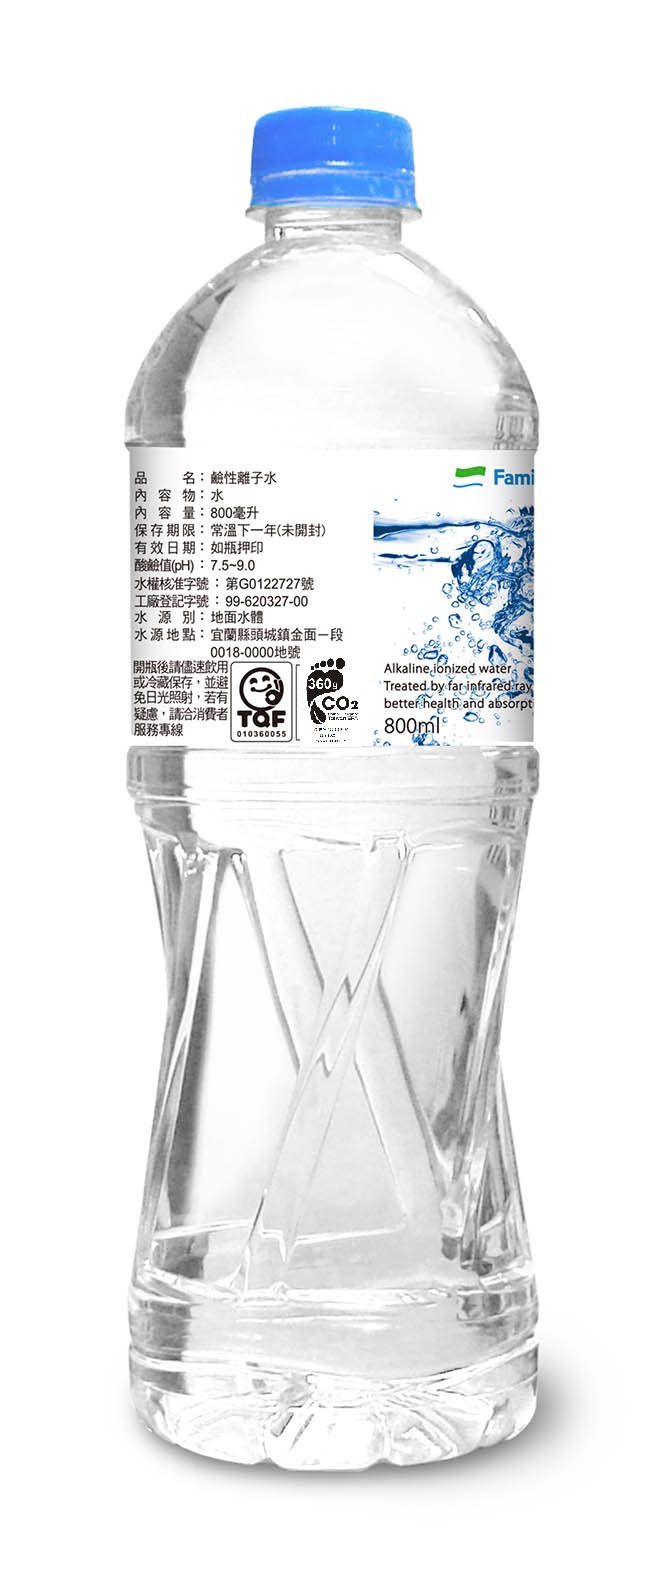 品 名：鹼性離子水
內容物：水
內容量：800毫升
保存期限：常溫下一年(未開封)
有效日期：如瓶押印
酸鹼值(pH)：7.5~9.0
水權核准字號：第G0122727號
工廠登記字號：99-620327-00
水源別：地面水體
水源地點：宜蘭縣頭城鎮金面一段
0018-0000地號
開瓶後請儘速飲用
或冷藏保存，並避
免日光照射，若有
疑慮，請洽消費者
服務專線
TQF
010360055
360g
CO2
Fami
Alkaline ionized water
Treated by far infrared ray
better health and absorpt
800ml